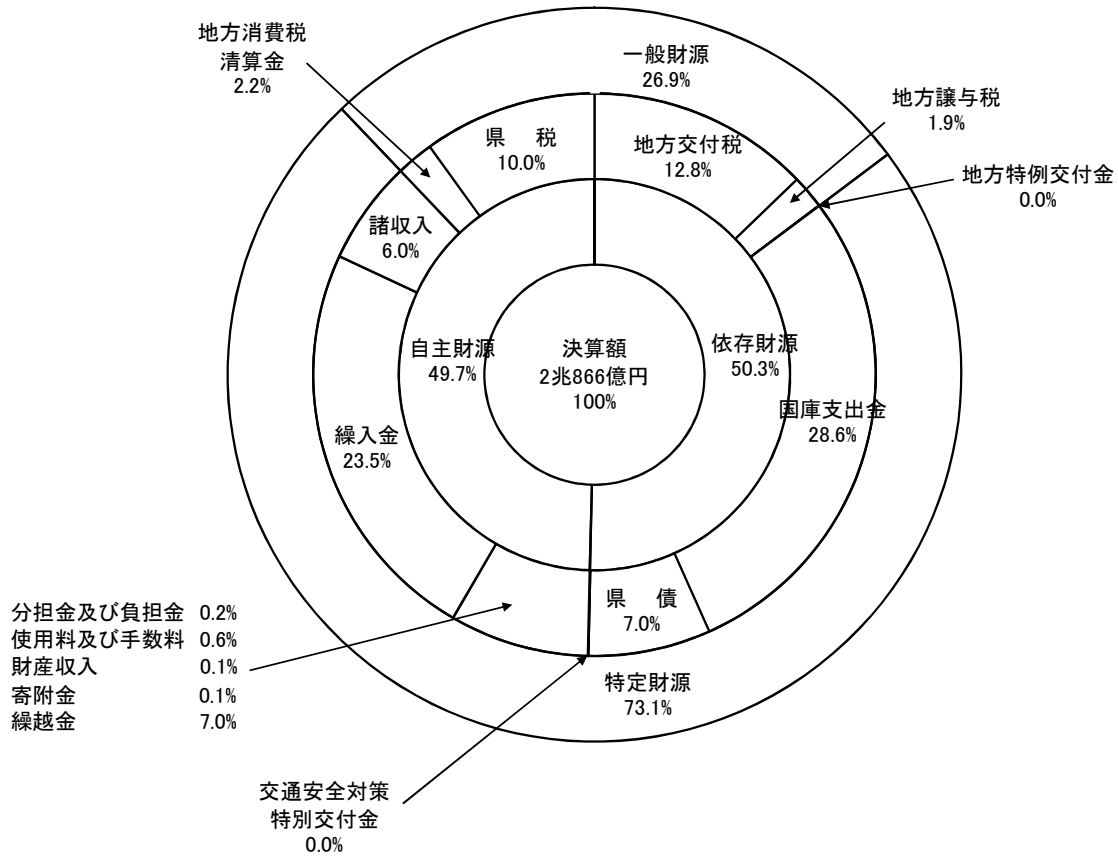 地方消費税
清算金
2.2%
一般財源
26.9%
地方譲与税
1.9%
県　税
10.0%
地方交付税
12.8%
地方特例交付金
0.0%
諸収入
6.0%
自主財源
49.7%
決算額
2兆866億円
100%
依存財源
50.3%
国庫支出金
28.6%
繰入金
23.5%
分担金及び負担金 0.2%
使用料及び手数料 0.6%
財産収入 0.1%
寄附金 0.1%
繰越金 7.0%
県　債
7.0%
特定財源
73.1%
交通安全対策
特別交付金
0.0%